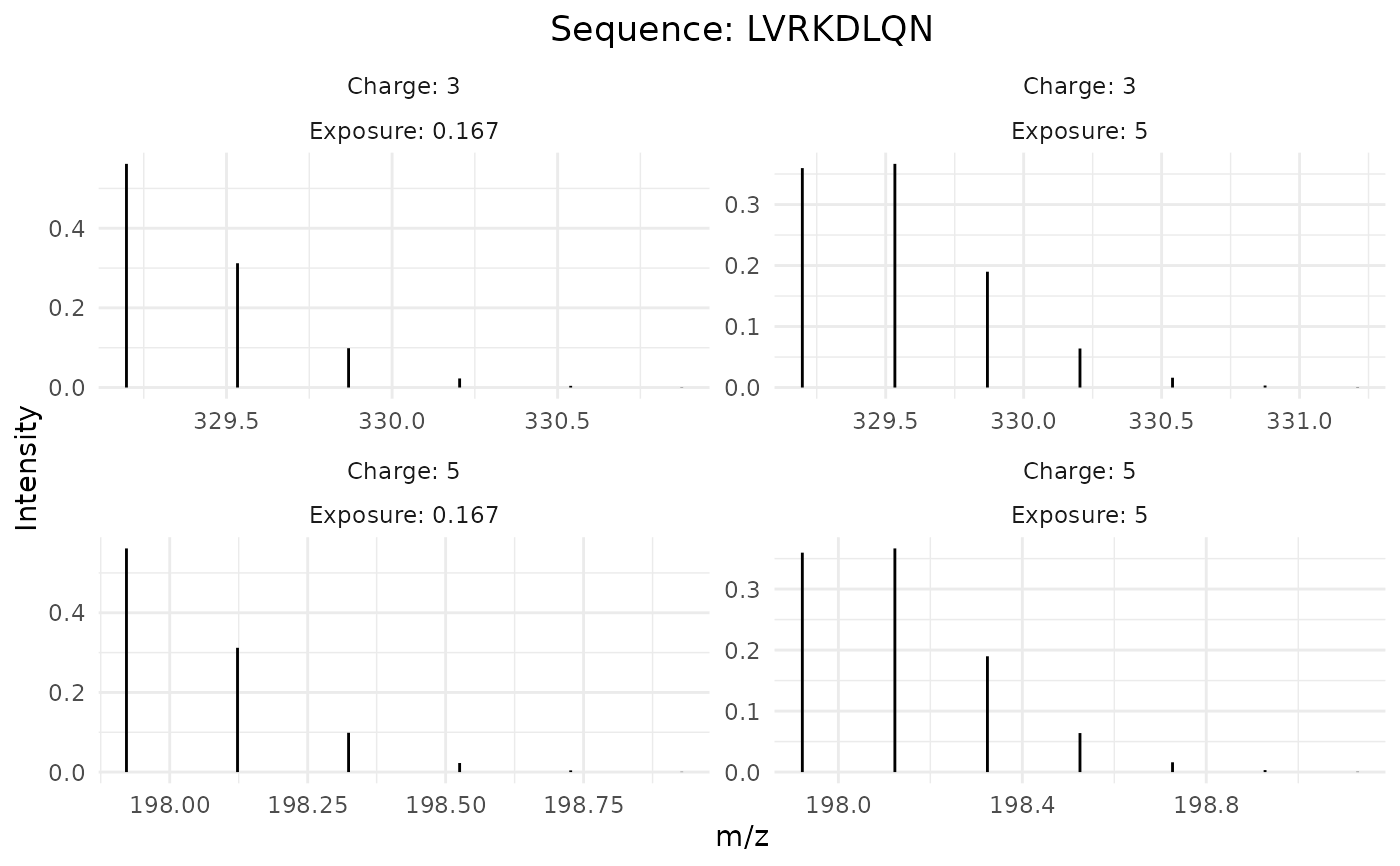 Sequence: LVRKDLQN
Charge: 3
Exposure: 0.167
0.4
0.2
0.0
329.5 330.0 330.5
Charge: 3
Exposure: 5
0.3
0.2
0.1
0.0
329.5 330.0 330.5 331.0
Intensity
Charge: 5
Exposure: 0.167
0.4
0.2
0.0
198.00 198.25 198.50 198.75
Charge: 5
Exposure: 5
0.3
0.2
0.1
0.0
198.0 198.4 198.8
m/z